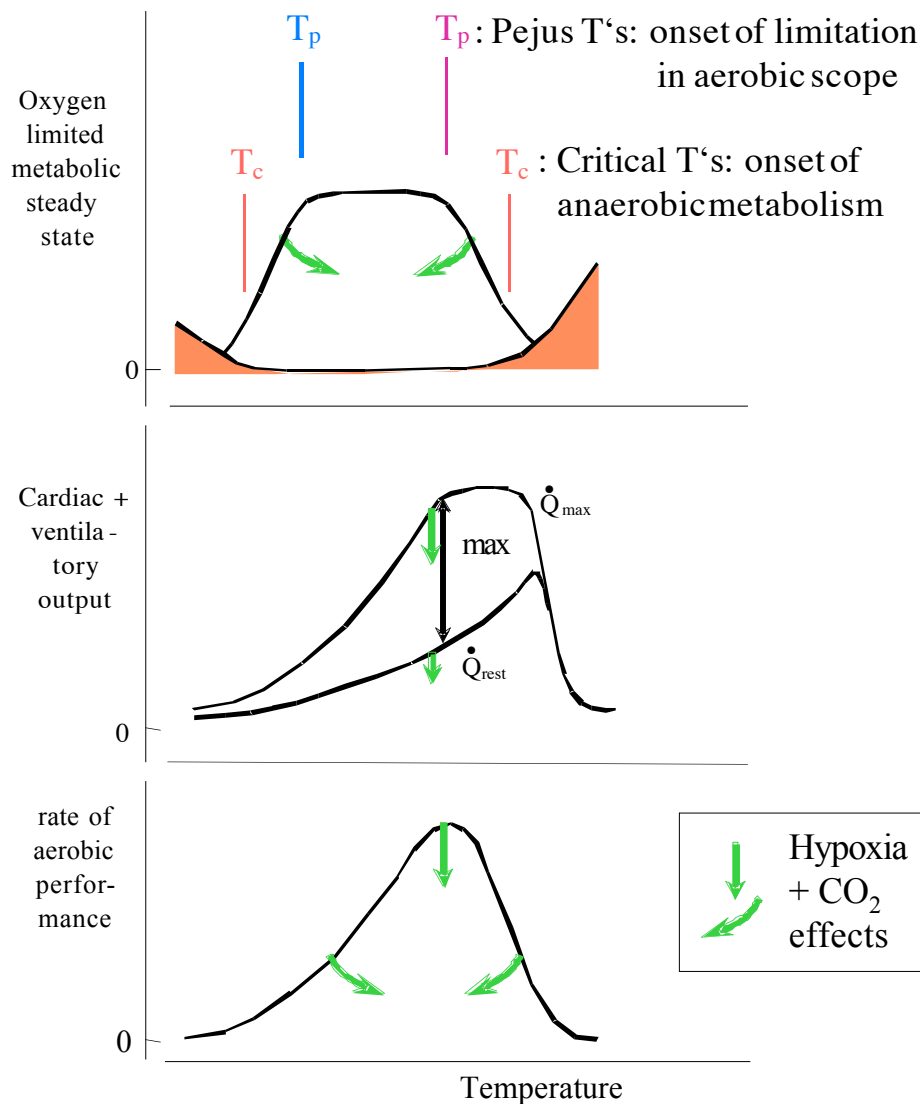 Tp Tp : Pejus T‘s: onset of limitation
in aerobic scope
Oxygen
limited
metabolic
steady
state
Tc Tc : Critical T‘s: onset of
anaerobic metabolism
0
Cardiac +
ventila -
tory
output
Q̇max
max
Q̇rest
0
rate of
aerobic
perfor-
mance
Hypoxia
+ CO₂
effects
0
Temperature